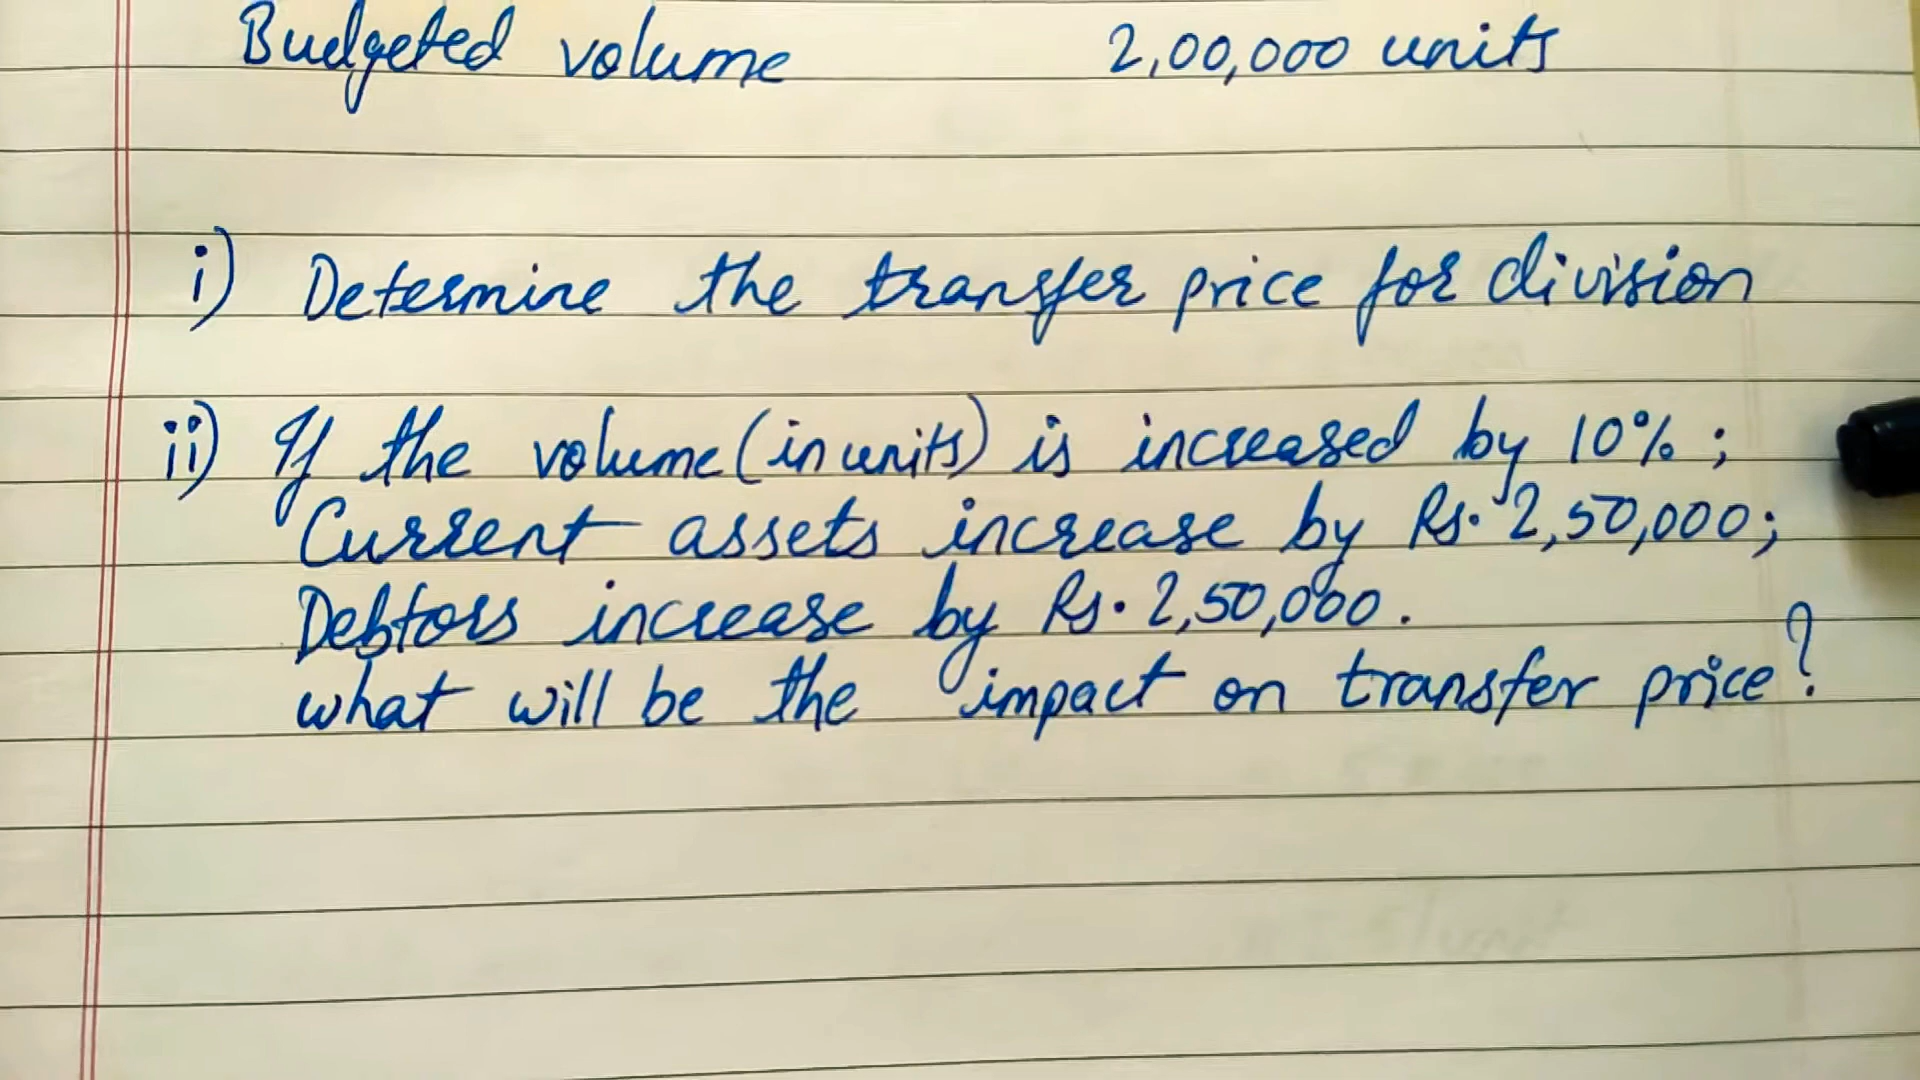 Budgeted volume 2,00,000 units
i) Determine the transfer price for division
ii) If the volume (in units) is increased by 10% ;
Current assets increase by Rs. 2,50,000;
Debtors increase by Rs. 2,50,000.
what will be the impact on transfer price?